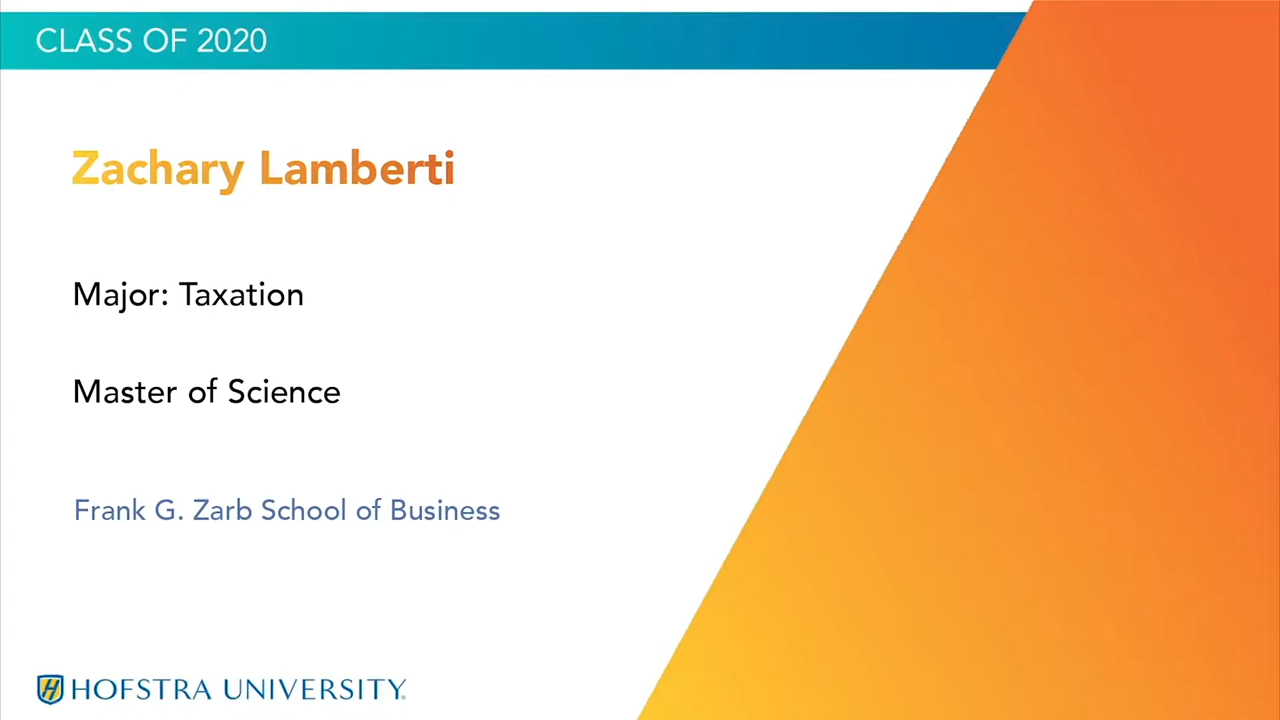 CLASS OF 2020
Zachary Lamberti
Major: Taxation
Master of Science
Frank G. Zarb School of Business
HOFSTRA UNIVERSITY